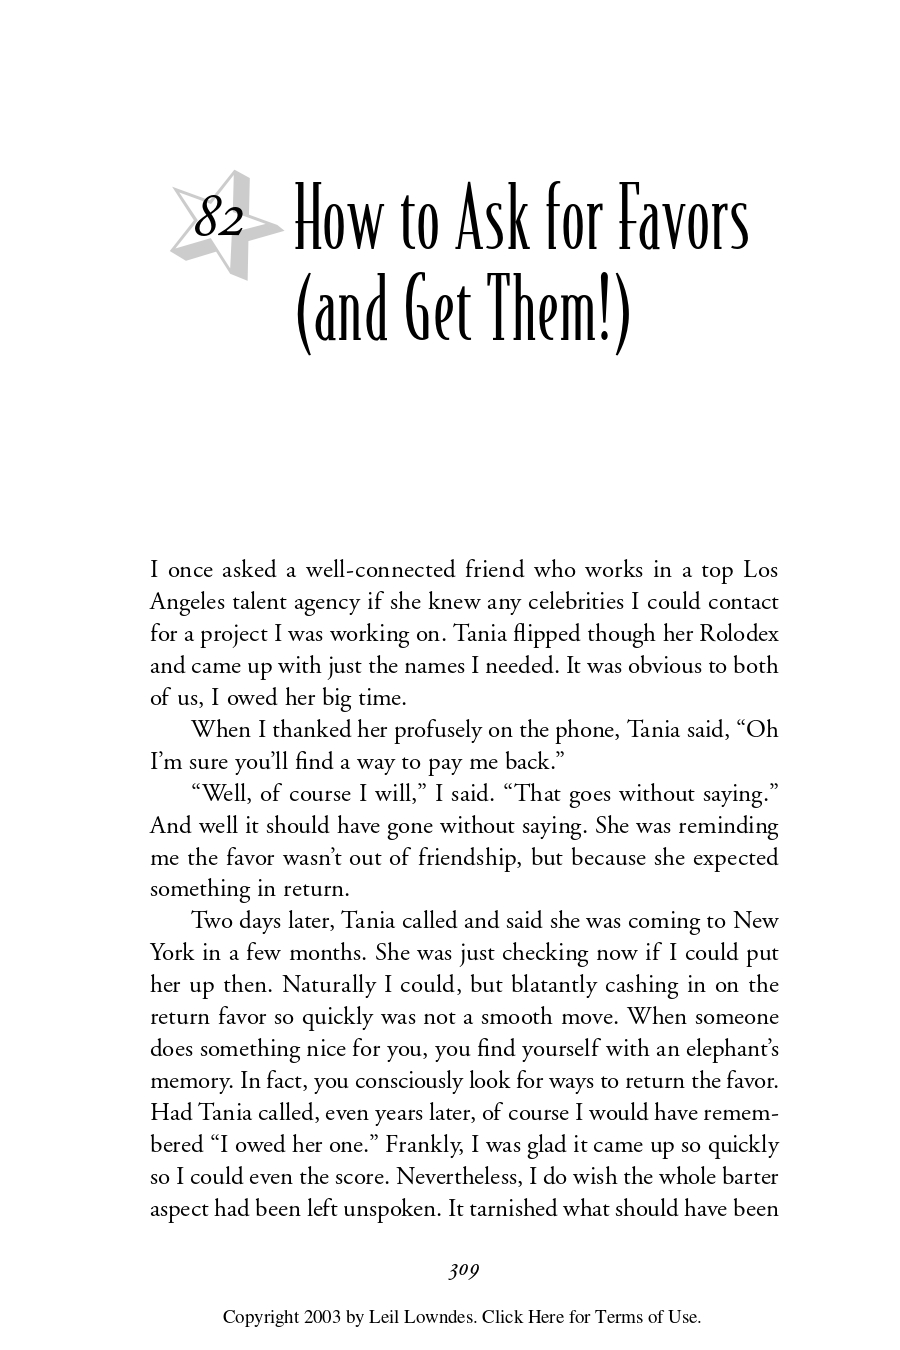 82 How to Ask for Favors
(and Get Them!)
I once asked a well-connected friend who works in a top Los
Angeles talent agency if she knew any celebrities I could contact
for a project I was working on. Tania flipped though her Rolodex
and came up with just the names I needed. It was obvious to both
of us, I owed her big time.
When I thanked her profusely on the phone, Tania said, “Oh
I’m sure you’ll find a way to pay me back.”
“Well, of course I will,” I said. “That goes without saying.”
And well it should have gone without saying. She was reminding
me the favor wasn’t out of friendship, but because she expected
something in return.
Two days later, Tania called and said she was coming to New
York in a few months. She was just checking now if I could put
her up then. Naturally I could, but blatantly cashing in on the
return favor so quickly was not a smooth move. When someone
does something nice for you, you find yourself with an elephant’s
memory. In fact, you consciously look for ways to return the favor.
Had Tania called, even years later, of course I would have remem-
bered “I owed her one.” Frankly, I was glad it came up so quickly
so I could even the score. Nevertheless, I do wish the whole barter
aspect had been left unspoken. It tarnished what should have been
309
Copyright 2003 by Leil Lowndes. Click Here for Terms of Use.